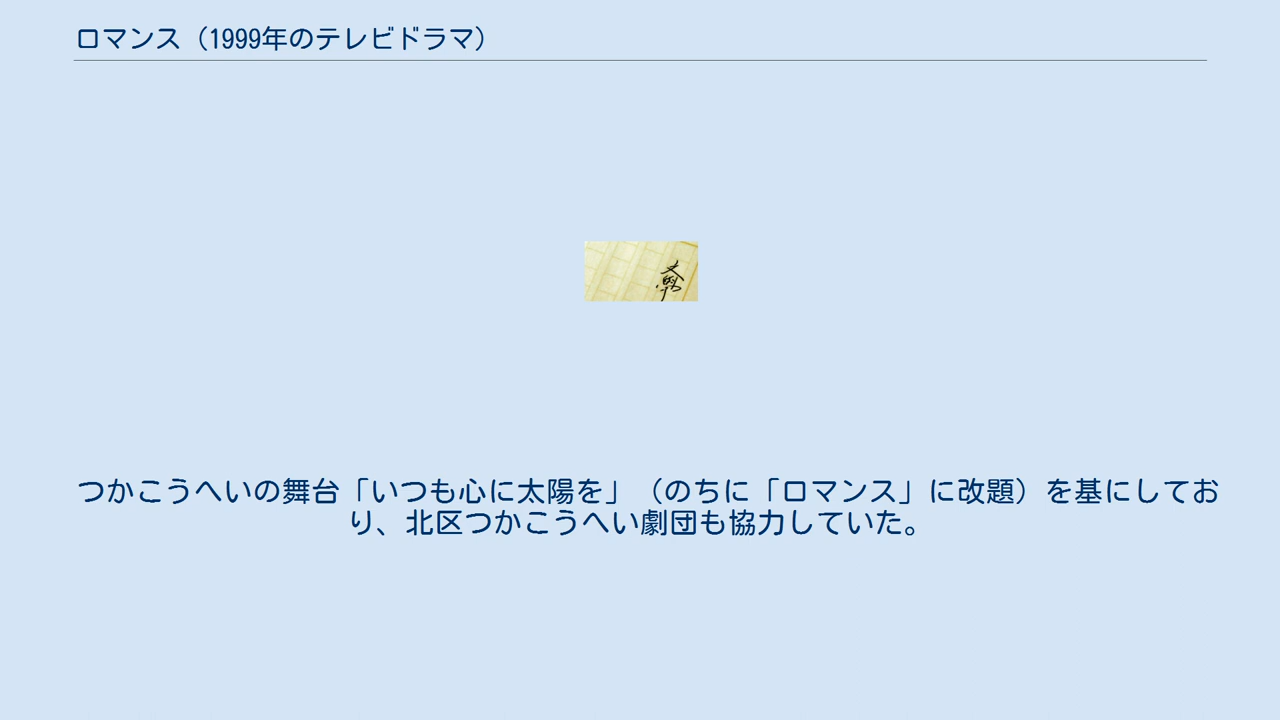 ロマンス（1999年のテレビドラマ）
つかこうへいの舞台「いつも心に太陽を」（のちに「ロマンス」に改題）を基にしてお
り、北区つかこうへい劇団も協力していた。